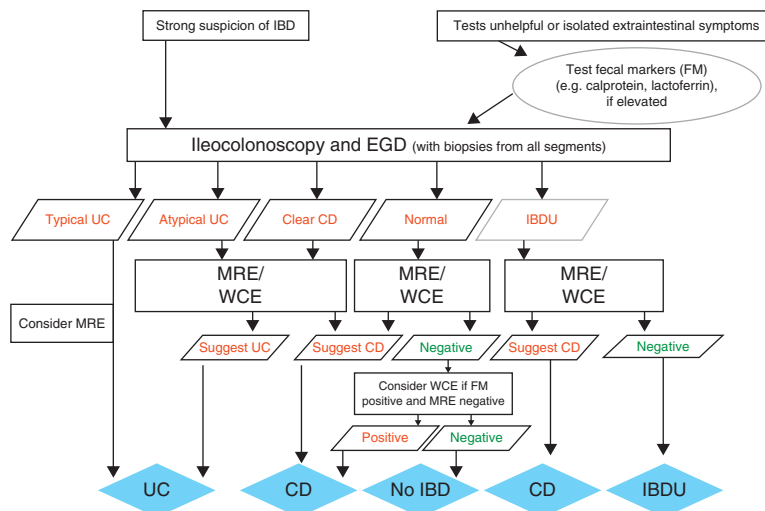 Strong suspicion of IBD
Tests unhelpful or isolated extraintestinal symptoms
Test fecal markers (FM)
(e.g. calprotein, lactoferrin),
if elevated
Ileocolonoscopy and EGD (with biopsies from all segments)
Typical UC
Atypical UC
Clear CD
Normal
IBDU
MRE/
WCE
MRE/
WCE
MRE/
WCE
Consider MRE
Suggest UC
Suggest CD
Negative
Suggest CD
Negative
Consider WCE if FM
positive and MRE negative
Positive
Negative
UC
CD
No IBD
CD
IBDU